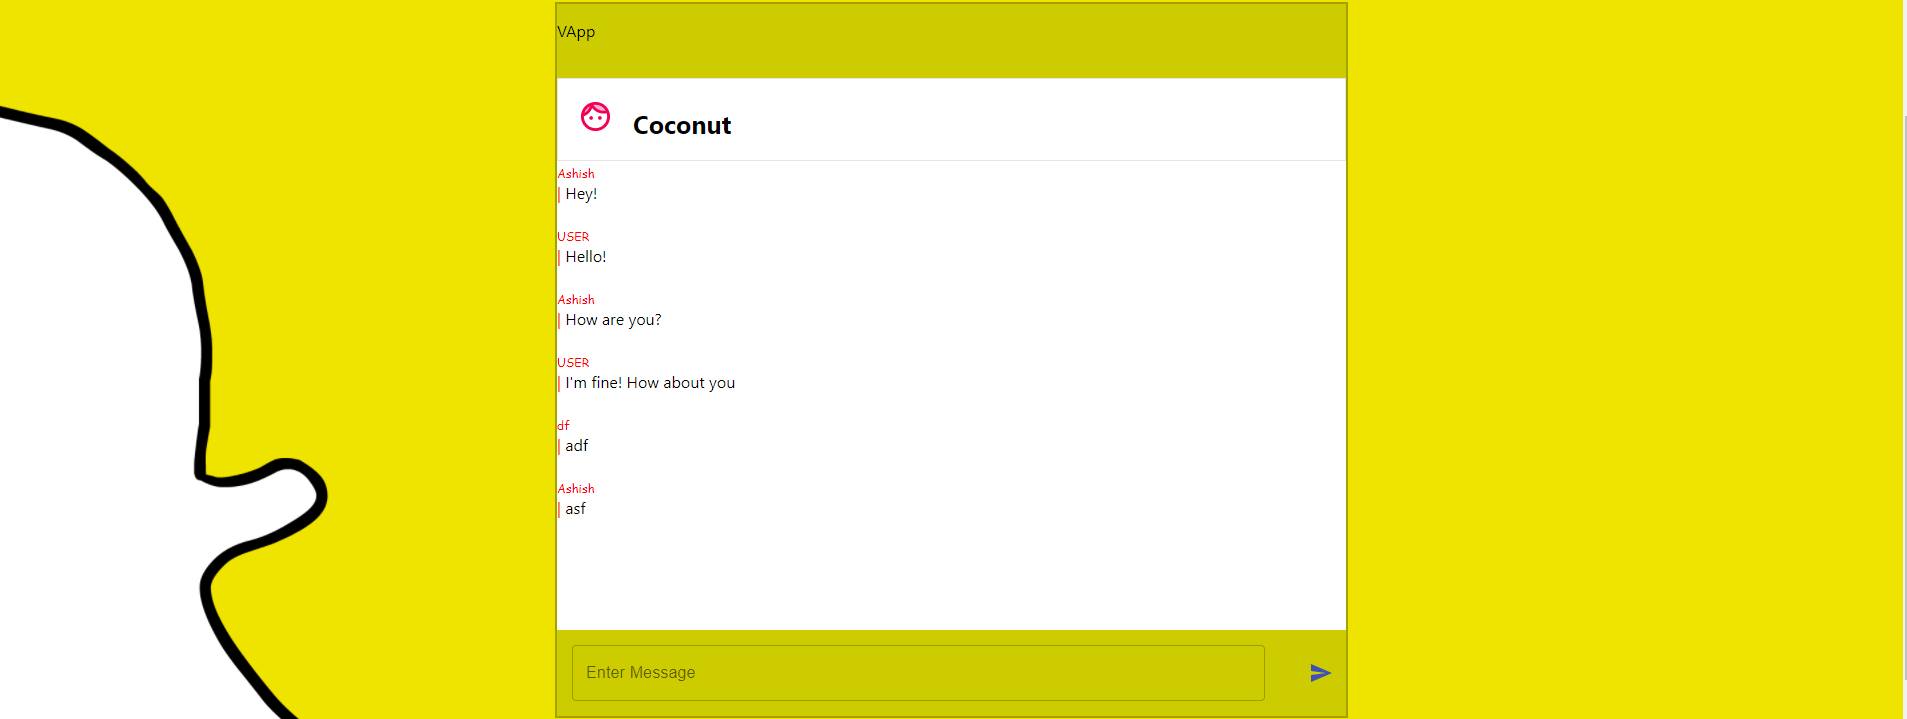 VApp
Coconut
Ashish
| Hey!
USER
| Hello!
Ashish
| How are you?
USER
| I'm fine! How about you
df
| adf
Ashish
| asf
Enter Message